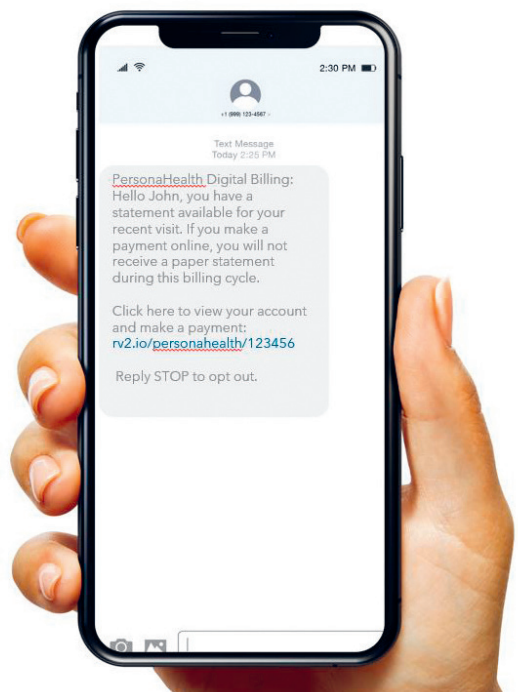 2:30 PM
+1 (999) 123-4567
Text Message
Today 2:25 PM
PersonaHealth Digital Billing:
Hello John, you have a
statement available for your
recent visit. If you make a
payment online, you will not
receive a paper statement
during this billing cycle.
Click here to view your account
and make a payment:
rv2.io/personahealth/123456
Reply STOP to opt out.